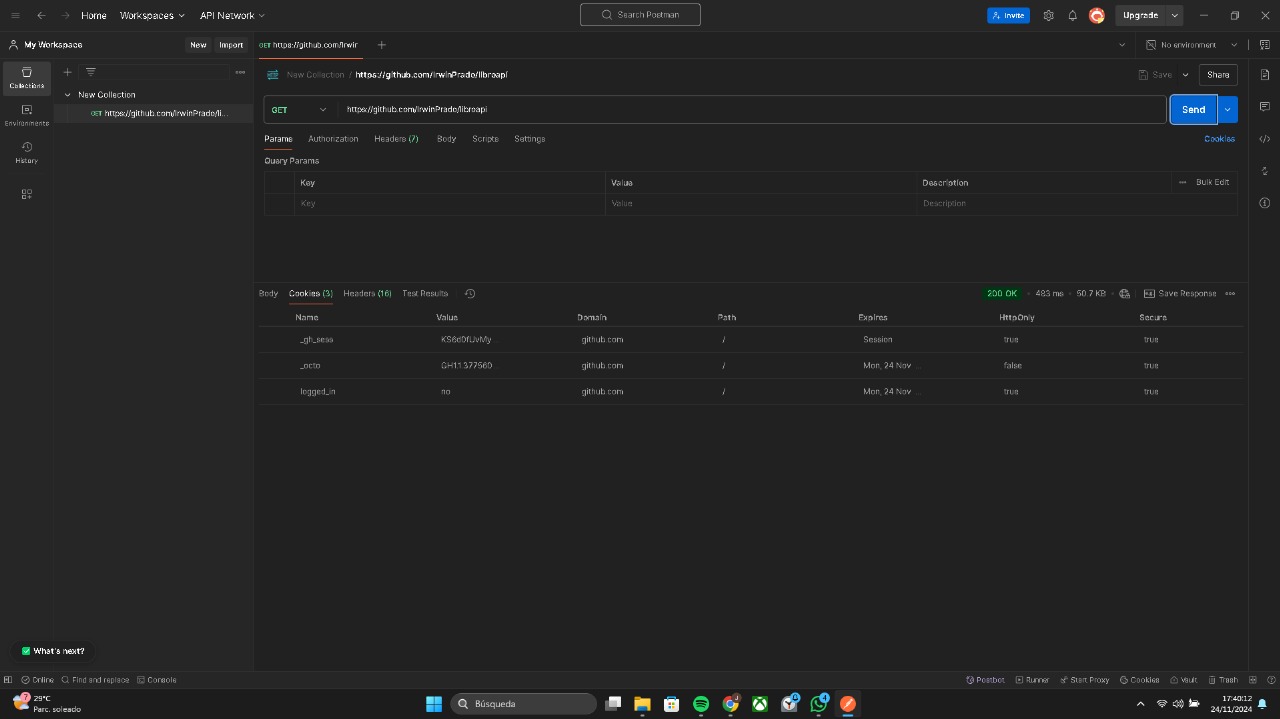 Home Workspaces API Network Search Postman Invite Upgrade
My Workspace New Import GET https://github.com/Irwir No environment
Collections
New Collection / https://github.com/IrwinPrade/libroapi Save Share
New Collection
GET https://github.com/IrwinPrade/li...
GET https://github.com/IrwinPrade/libroapi Send
Environments
History
Params Authorization Headers (7) Body Scripts Settings Cookies
Query Params
Key Value Description Bulk Edit
Key Value Description
Body Cookies (3) Headers (16) Test Results 200 OK 483 ms 50.7 KB Save Response
Name Value Domain Path Expires HttpOnly Secure
_gh_sess KS6d0fUvMy... github.com / Session true true
_octo GH1.1.377560... github.com / Mon, 24 Nov ... false true
logged_in no github.com / Mon, 24 Nov ... true true
What's next?
Online Find and replace Console Postbot Runner Start Proxy Cookies Vault Trash
7 29°C
Parc. soleado
Búsqueda
4
17:40:12
24/11/2024